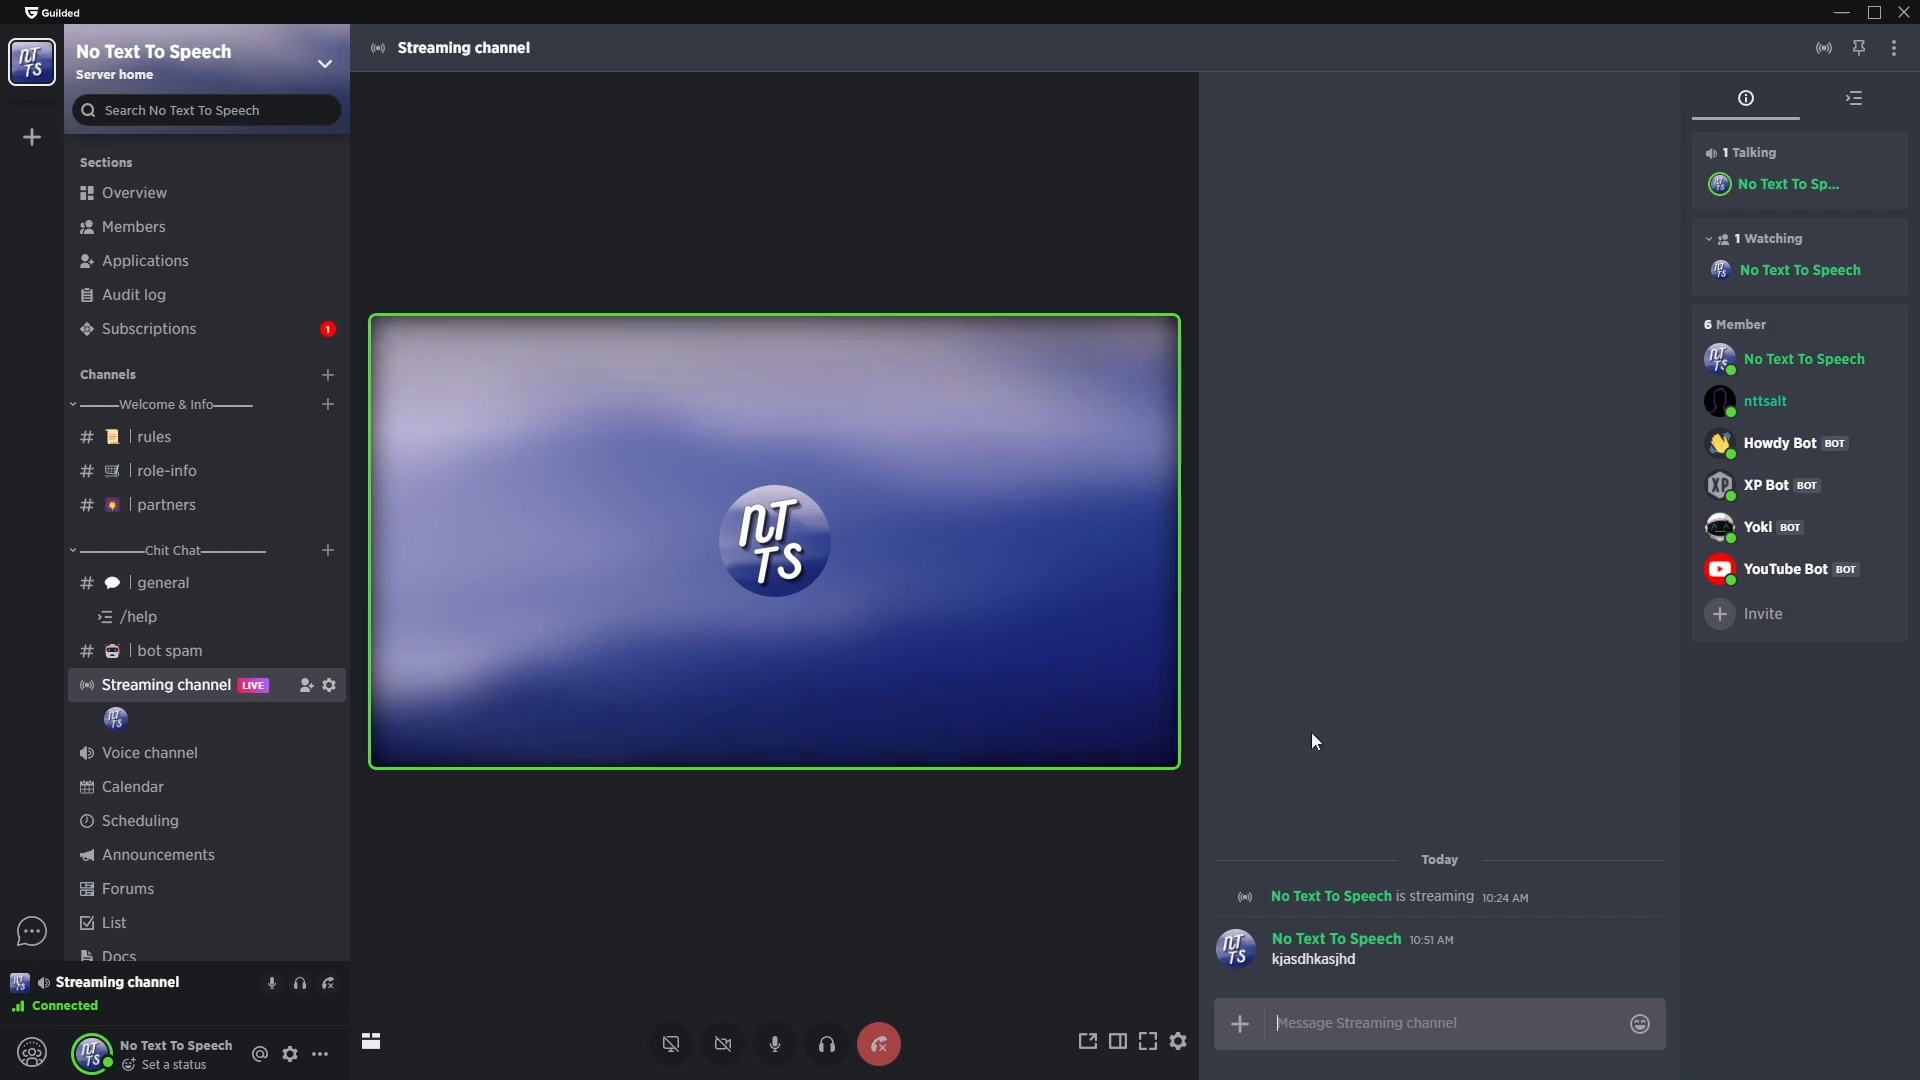 Guilded
No Text To Speech
Server home
Search No Text To Speech
Sections
Overview
Members
Applications
Audit log
Subscriptions
1
Channels
Welcome & Info
# | rules
# | role-info
# | partners
Chit Chat
# | general
/help
# | bot spam
Streaming channel LIVE
Voice channel
Calendar
Scheduling
Announcements
Forums
List
Docs
Streaming channel
Connected
No Text To Speech
Set a status
Streaming channel
NT
TS
Today
No Text To Speech is streaming 10:24 AM
No Text To Speech 10:51 AM
kjasdhkasjhd
Message Streaming channel
1 Talking
No Text To Sp...
1 Watching
No Text To Speech
6 Member
No Text To Speech
nttsalt
Howdy Bot BOT
XP Bot BOT
Yoki BOT
YouTube Bot BOT
Invite